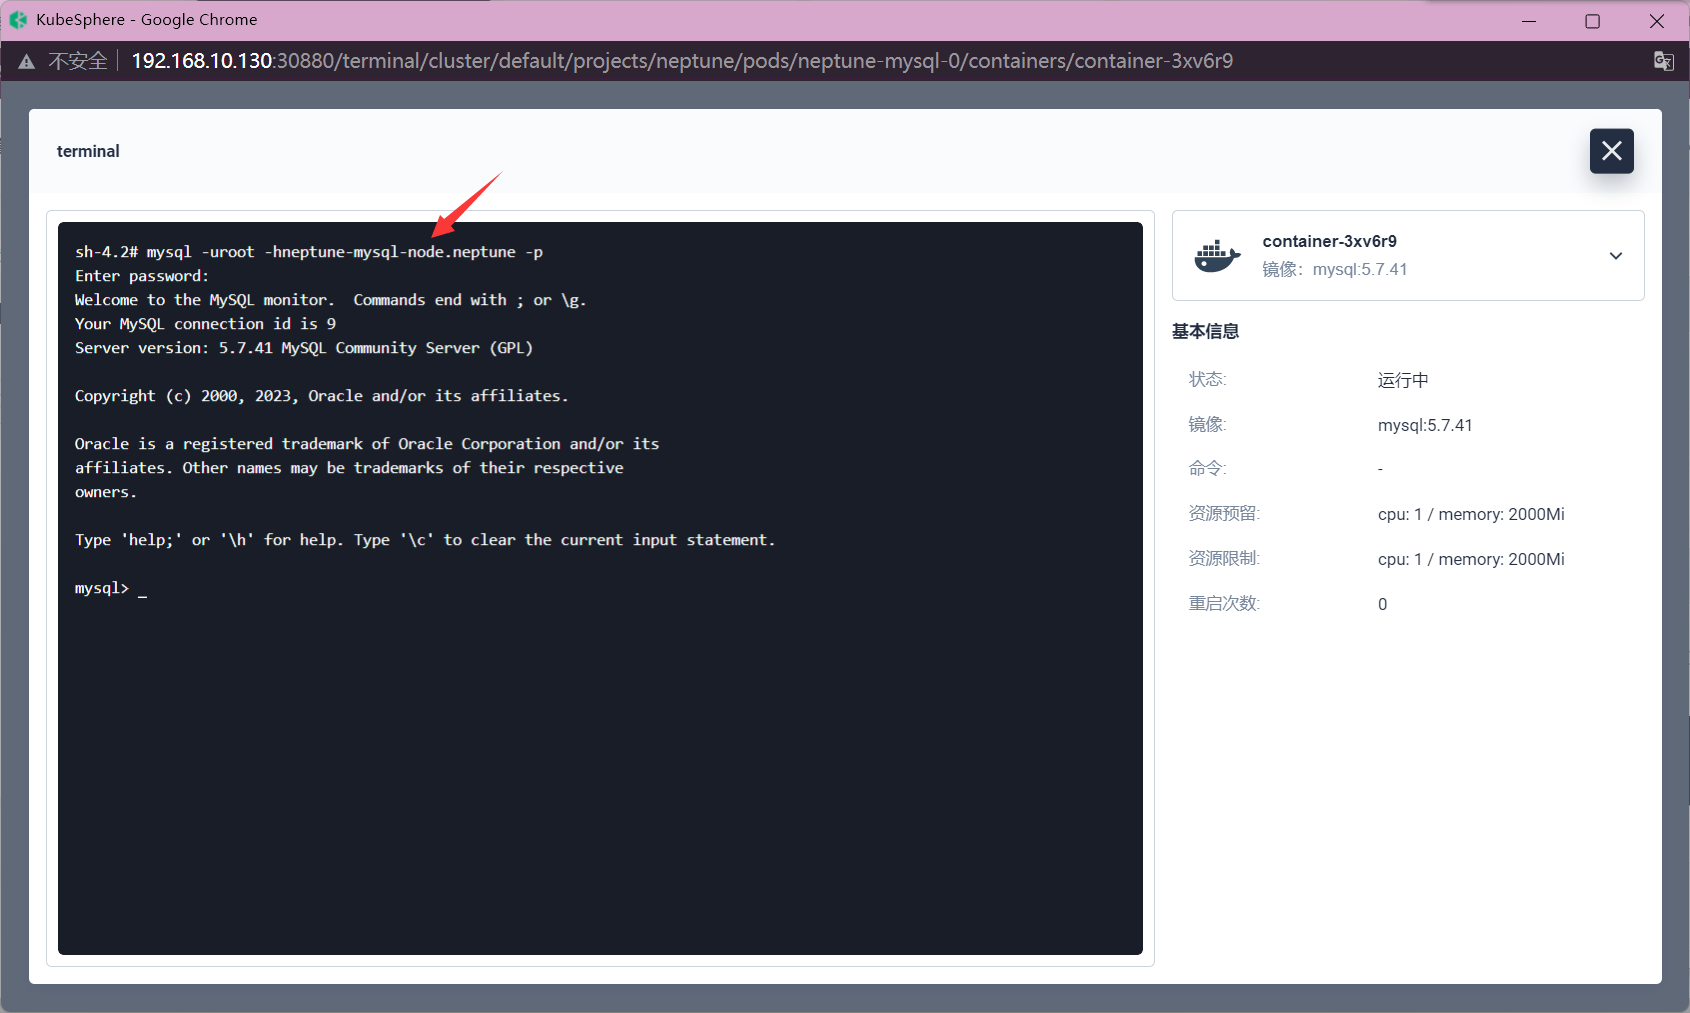 KubeSphere - Google Chrome
不安全 192.168.10.130:30880/terminal/cluster/default/projects/neptune/pods/neptune-mysql-0/containers/container-3xv6r9
terminal
sh-4.2# mysql -uroot -hneptune-mysql-node.neptune -p
Enter password:
Welcome to the MySQL monitor.  Commands end with ; or \g.
Your MySQL connection id is 9
Server version: 5.7.41 MySQL Community Server (GPL)
Copyright (c) 2000, 2023, Oracle and/or its affiliates.
Oracle is a registered trademark of Oracle Corporation and/or its
affiliates. Other names may be trademarks of their respective
owners.
Type 'help;' or '\h' for help. Type '\c' to clear the current input statement.
mysql> _
container-3xv6r9
镜像：mysql:5.7.41
基本信息
状态: 运行中
镜像: mysql:5.7.41
命令: -
资源预留: cpu: 1 / memory: 2000Mi
资源限制: cpu: 1 / memory: 2000Mi
重启次数: 0